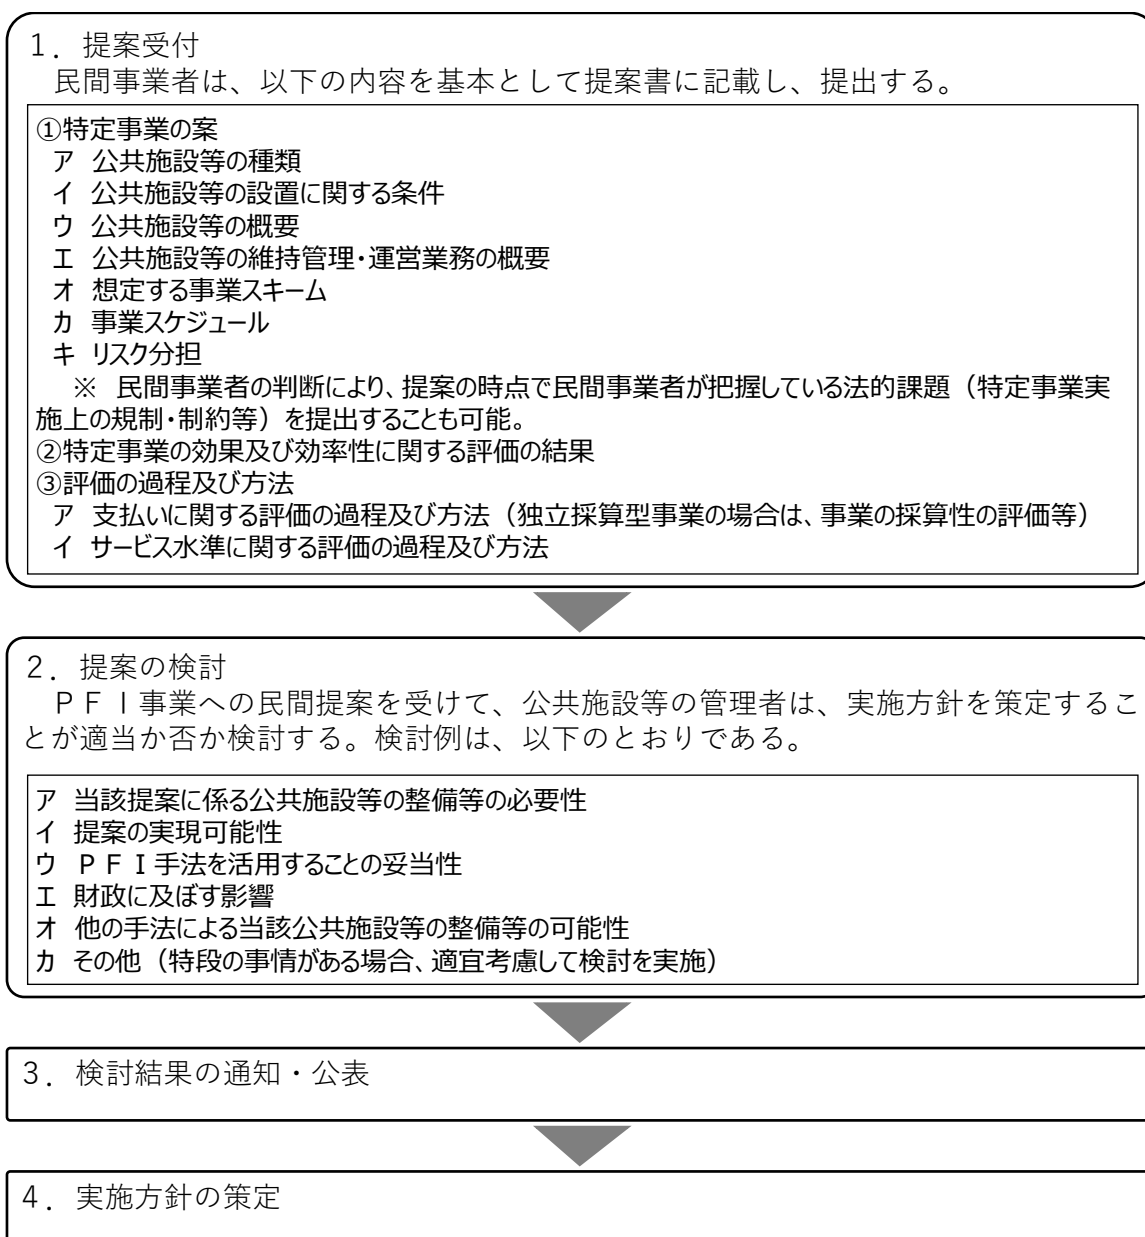 １．提案受付
民間事業者は、以下の内容を基本として提案書に記載し、提出する。
①特定事業の案
ア 公共施設等の種類
イ 公共施設等の設置に関する条件
ウ 公共施設等の概要
エ 公共施設等の維持管理・運営業務の概要
オ 想定する事業スキーム
カ 事業スケジュール
キ リスク分担
※ 民間事業者の判断により、提案の時点で民間事業者が把握している法的課題（特定事業実
施上の規制・制約等）を提出することも可能。
②特定事業の効果及び効率性に関する評価の結果
③評価の過程及び方法
ア 支払いに関する評価の過程及び方法（独立採算型事業の場合は、事業の採算性の評価等）
イ サービス水準に関する評価の過程及び方法
２．提案の検討
ＰＦＩ事業への民間提案を受けて、公共施設等の管理者は、実施方針を策定するこ
とが適当か否か検討する。検討例は、以下のとおりである。
ア 当該提案に係る公共施設等の整備等の必要性
イ 提案の実現可能性
ウ ＰＦＩ手法を活用することの妥当性
エ 財政に及ぼす影響
オ 他の手法による当該公共施設等の整備等の可能性
カ その他（特段の事情がある場合、適宜考慮して検討を実施）
３．検討結果の通知・公表
４．実施方針の策定